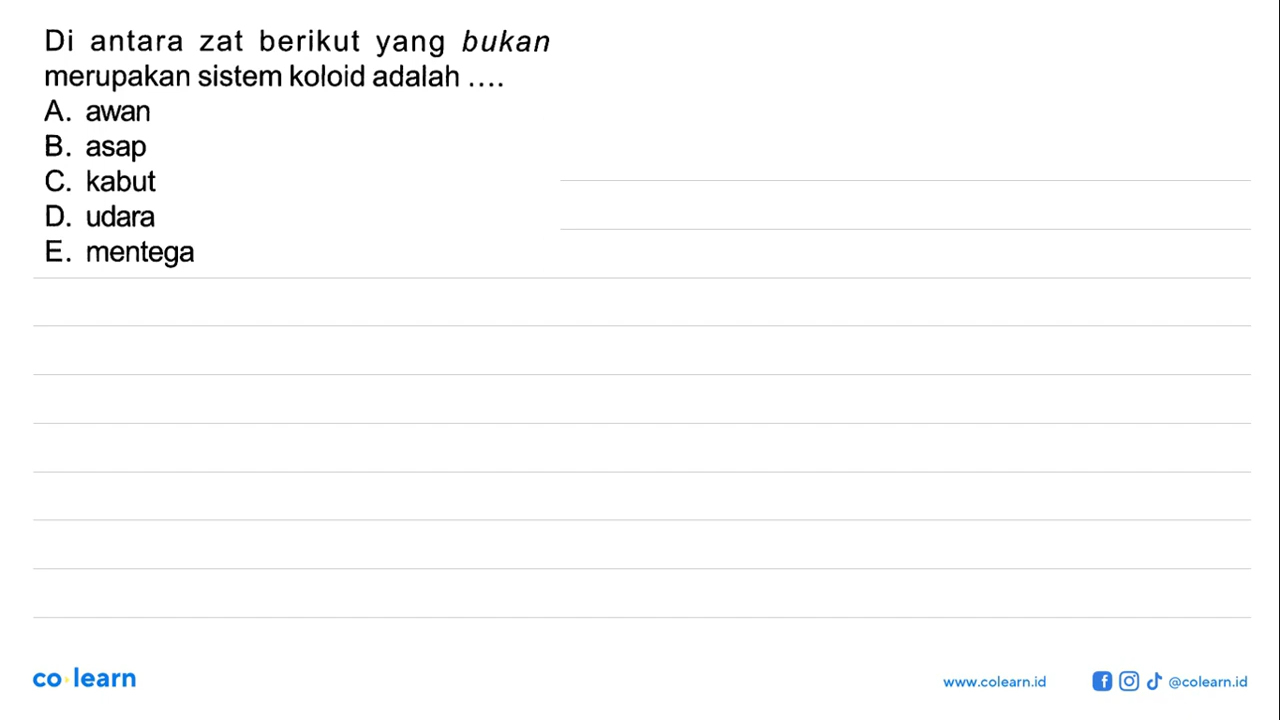 Di antara zat berikut yang bukan
merupakan sistem koloid adalah ....
A. awan
B. asap
C. kabut
D. udara
E. mentega
co learn
www.colearn.id
@colearn.id